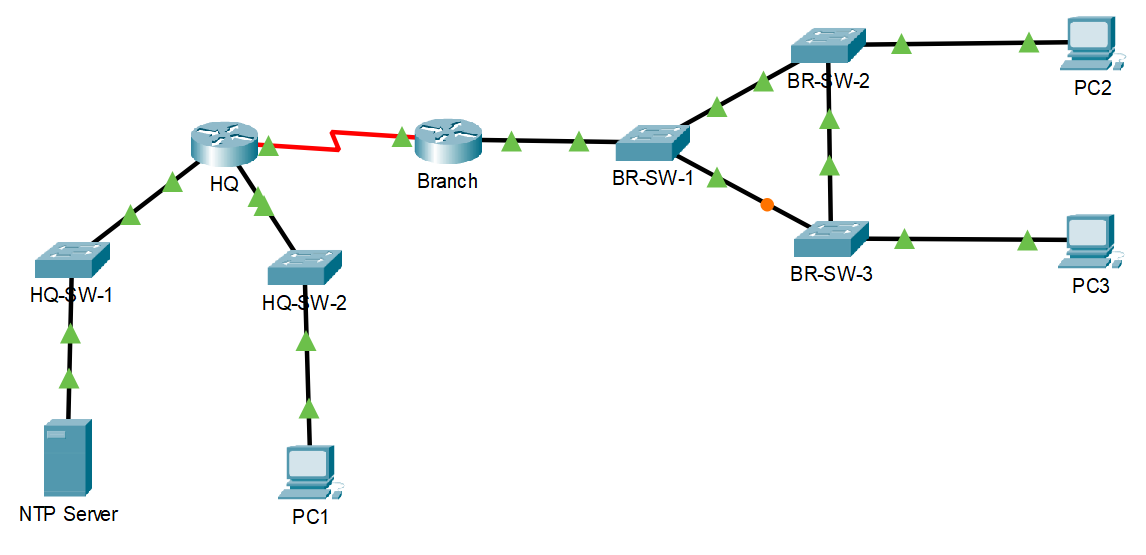 BR-SW-2
PC2
HQ
Branch
BR-SW-1
HQ-SW-1
HQ-SW-2
BR-SW-3
PC3
NTP Server
PC1